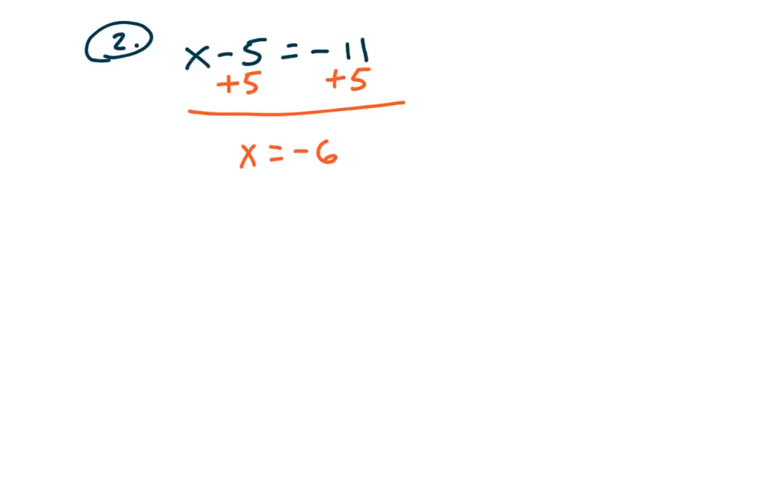 2. x - 5 = - 11
+5 +5
x = - 6